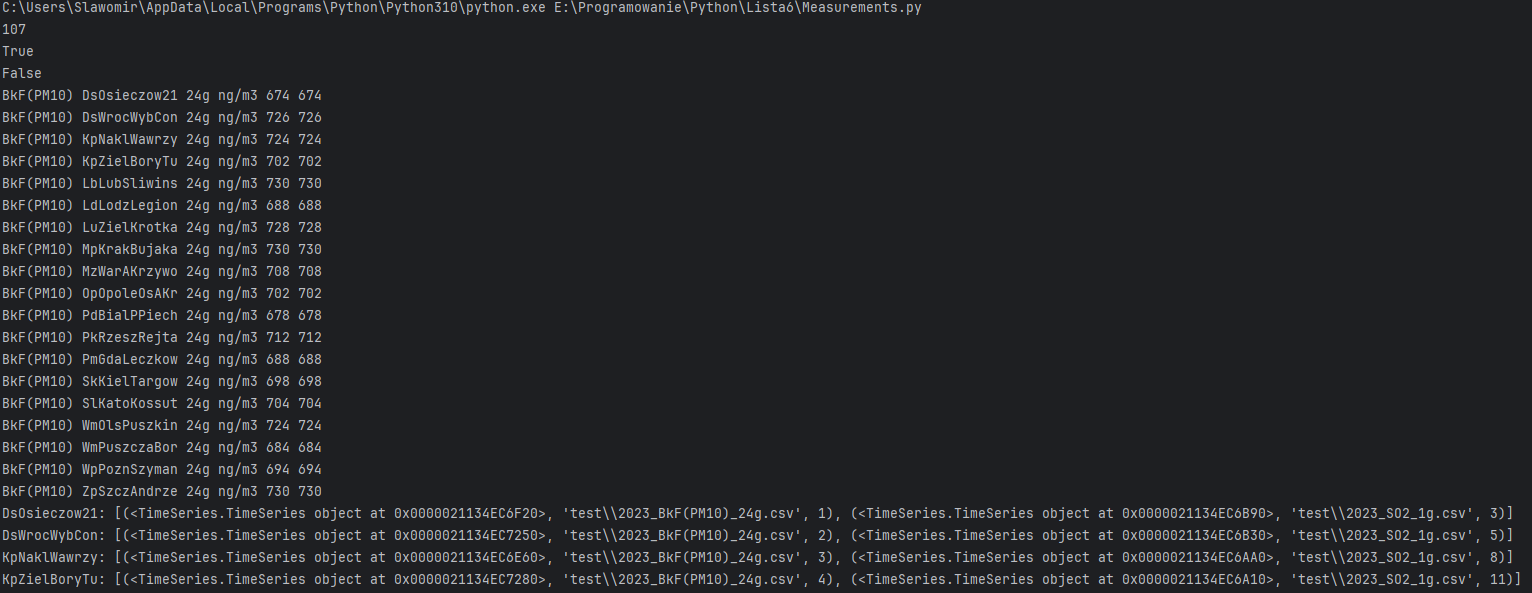 C:\Users\Slawomir\AppData\Local\Programs\Python\Python310\python.exe E:\Programowanie\Python\Lista6\Measurements.py
107
True
False
BkF(PM10) DsOsieczow21 24g ng/m3 674 674
BkF(PM10) DsWrocWybCon 24g ng/m3 726 726
BkF(PM10) KpNaklWawrzy 24g ng/m3 724 724
BkF(PM10) KpZielBoryTu 24g ng/m3 702 702
BkF(PM10) LbLubSliwins 24g ng/m3 730 730
BkF(PM10) LdLodzLegion 24g ng/m3 688 688
BkF(PM10) LuZielKrotka 24g ng/m3 728 728
BkF(PM10) MpKrakBujaka 24g ng/m3 730 730
BkF(PM10) MzWarAKrzywo 24g ng/m3 708 708
BkF(PM10) OpOpoleOsAKr 24g ng/m3 702 702
BkF(PM10) PdBialPPiech 24g ng/m3 678 678
BkF(PM10) PkRzeszRejta 24g ng/m3 712 712
BkF(PM10) PmGdaLeczkow 24g ng/m3 688 688
BkF(PM10) SkKielTargow 24g ng/m3 698 698
BkF(PM10) SlKatoKossut 24g ng/m3 704 704
BkF(PM10) WmOlsPuszkin 24g ng/m3 724 724
BkF(PM10) WmPuszczaBor 24g ng/m3 684 684
BkF(PM10) WpPoznSzyman 24g ng/m3 694 694
BkF(PM10) ZpSzczAndrze 24g ng/m3 730 730
DsOsieczow21: [(<TimeSeries.TimeSeries object at 0x0000021134EC6F20>, 'test\\2023_BkF(PM10)_24g.csv', 1), (<TimeSeries.TimeSeries object at 0x0000021134EC6B90>, 'test\\2023_SO2_1g.csv', 3)]
DsWrocWybCon: [(<TimeSeries.TimeSeries object at 0x0000021134EC7250>, 'test\\2023_BkF(PM10)_24g.csv', 2), (<TimeSeries.TimeSeries object at 0x0000021134EC6B30>, 'test\\2023_SO2_1g.csv', 5)]
KpNaklWawrzy: [(<TimeSeries.TimeSeries object at 0x0000021134EC6E60>, 'test\\2023_BkF(PM10)_24g.csv', 3), (<TimeSeries.TimeSeries object at 0x0000021134EC6AA0>, 'test\\2023_SO2_1g.csv', 8)]
KpZielBoryTu: [(<TimeSeries.TimeSeries object at 0x0000021134EC7280>, 'test\\2023_BkF(PM10)_24g.csv', 4), (<TimeSeries.TimeSeries object at 0x0000021134EC6A10>, 'test\\2023_SO2_1g.csv', 11)]